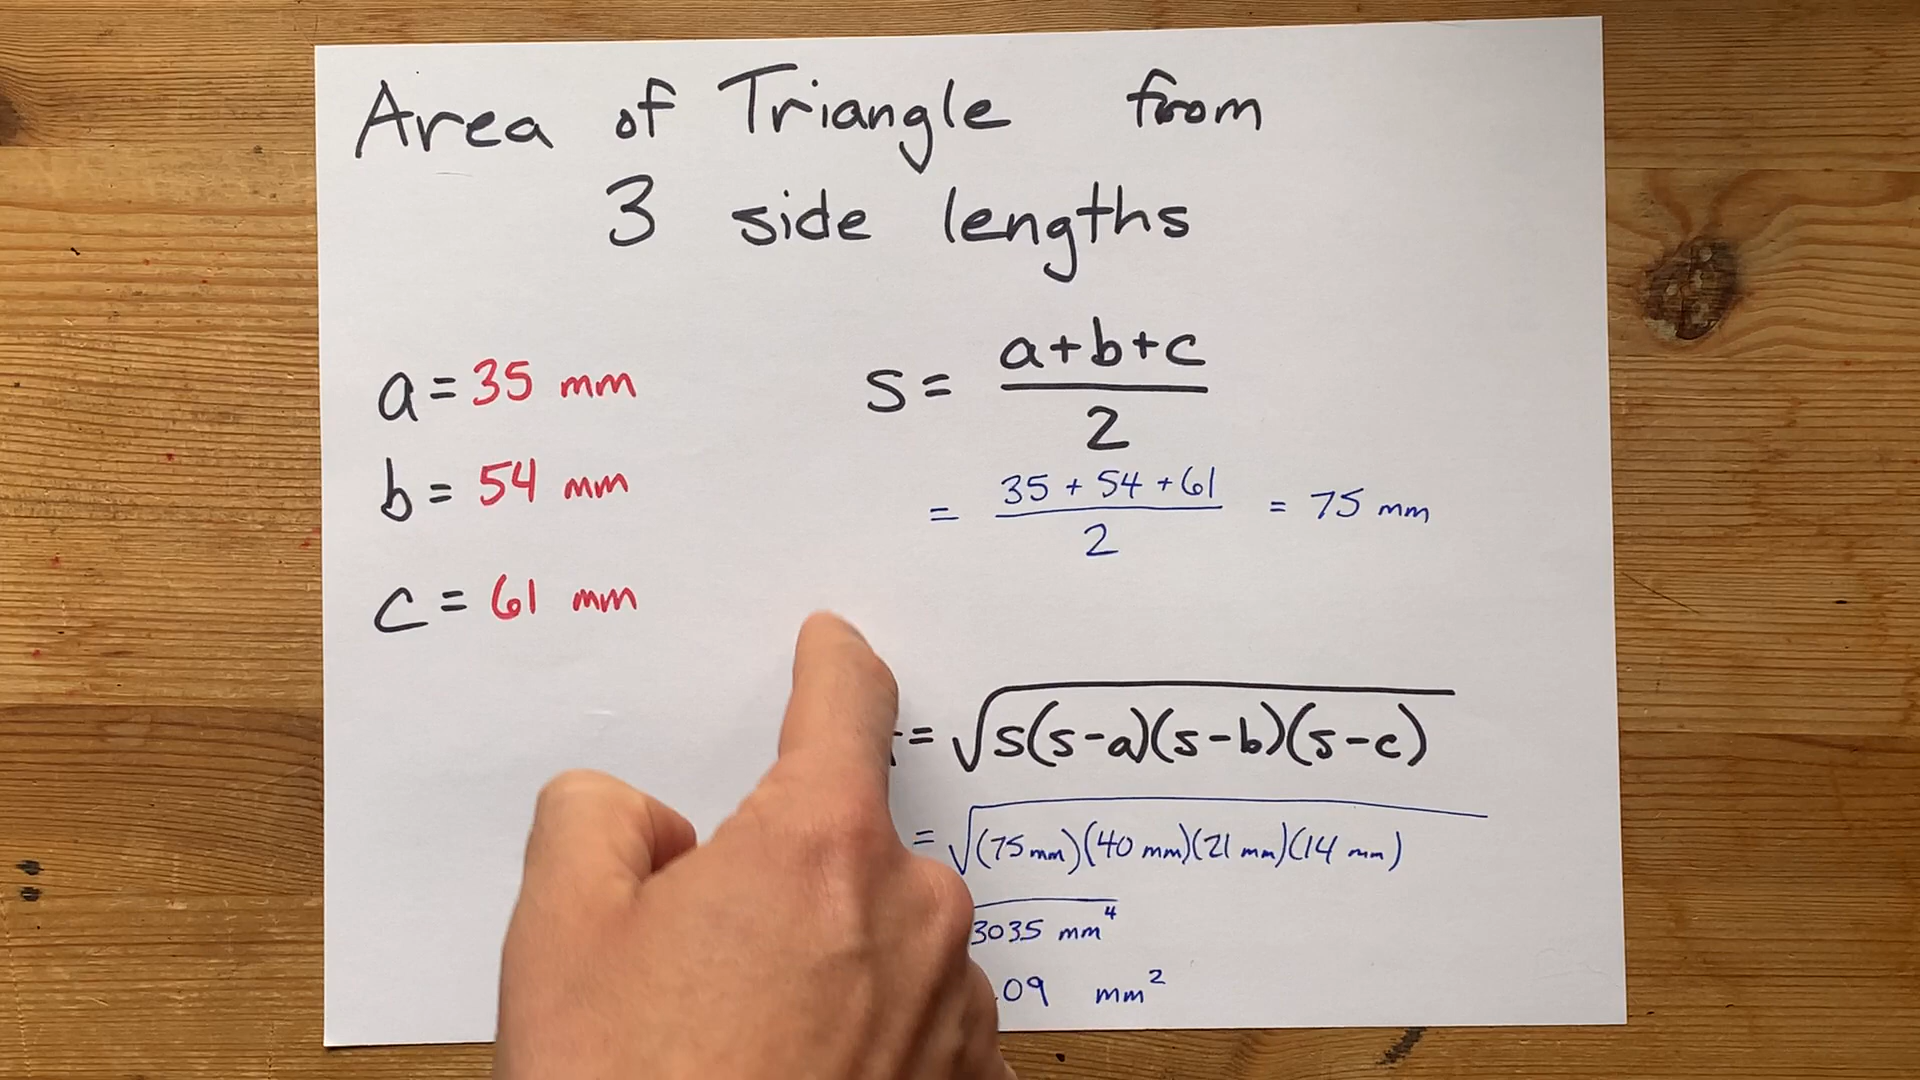 Area of Triangle from
3 side lengths
a = 35 mm
b = 54 mm
c = 61 mm
s = a+b+c
2
= 35 + 54 + 61
2
= 75 mm
= √s(s-a)(s-b)(s-c)
= √(75 mm)(40 mm)(21 mm)(14 mm)
3035 mm⁴
.09 mm²